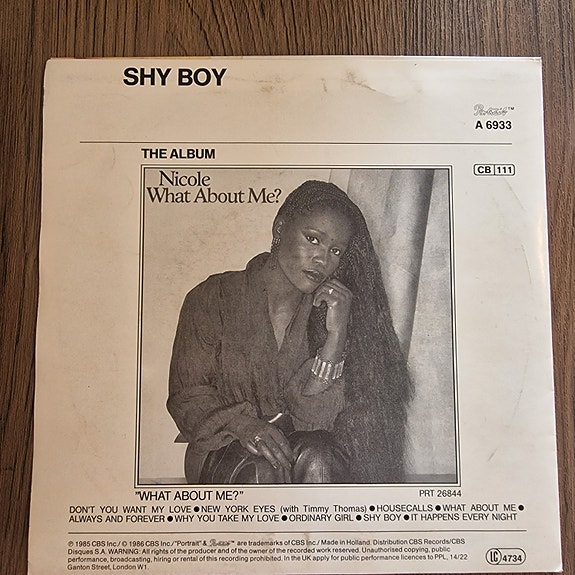 SHY BOY
Portrait™
A 6933
THE ALBUM
CB 111
Nicole
What About Me?
"WHAT ABOUT ME?" PRT 26844
DON'T YOU WANT MY LOVE ● NEW YORK EYES (with Timmy Thomas) ● HOUSECALLS ● WHAT ABOUT ME ●
ALWAYS AND FOREVER ● WHY YOU TAKE MY LOVE ● ORDINARY GIRL ● SHY BOY ● IT HAPPENS EVERY NIGHT
℗ 1985 CBS Inc./ © 1986 CBS Inc./"Portrait" & Portrait™ are trademarks of CBS Inc./ Made in Holland. Distribution CBS Records/CBS
Disques S.A. WARNING: All rights of the producer and of the owner of the recorded work reserved. Unauthorised copying, public
performance, broadcasting, hiring or rental of this recording prohibited. In the UK apply for public performance licences to PPL, 14/22
Ganton Street, London W1.
LC 4734